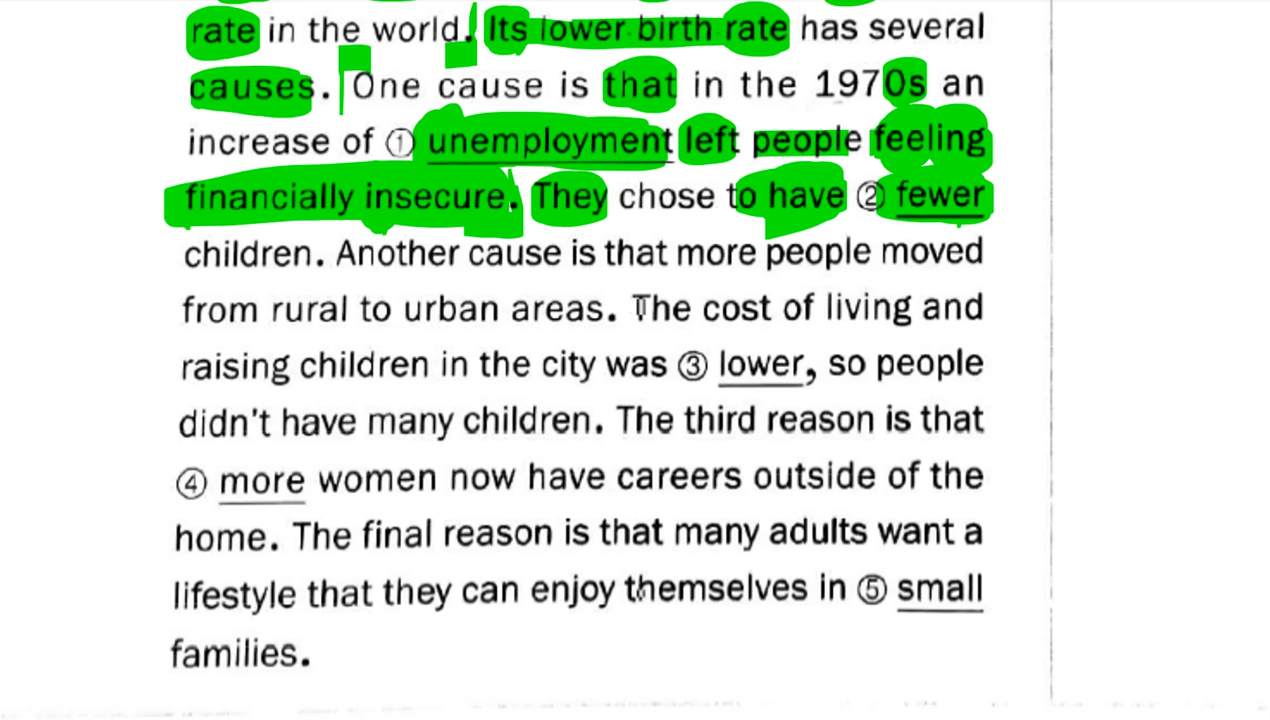 rate in the world. Its lower birth rate has several
causes. One cause is that in the 1970s an
increase of ① unemployment left people feeling
financially insecure. They chose to have ② fewer
children. Another cause is that more people moved
from rural to urban areas. The cost of living and
raising children in the city was ③ lower, so people
didn't have many children. The third reason is that
④ more women now have careers outside of the
home. The final reason is that many adults want a
lifestyle that they can enjoy themselves in ⑤ small
families.